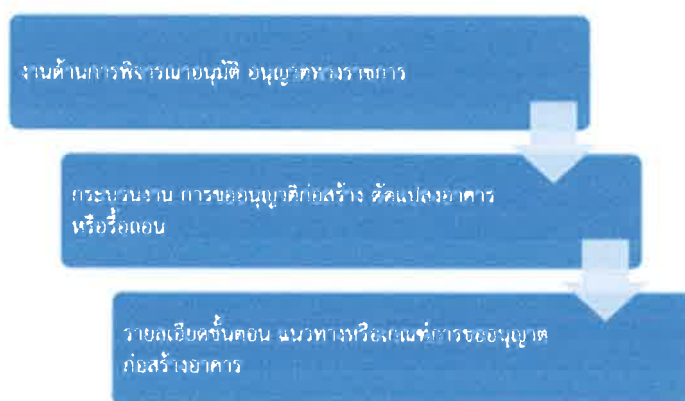 งานด้านการพิจารณาอนุมัติ อนุญาตทางราชการ
กระบวนงาน การขออนุญาติก่อสร้าง ดัดแปลงอาคาร
หรือรื้อถอน
รายละเอียดขั้นตอน แนวทางหรือเกณฑ์การขออนุญาต
ก่อสร้างอาคาร